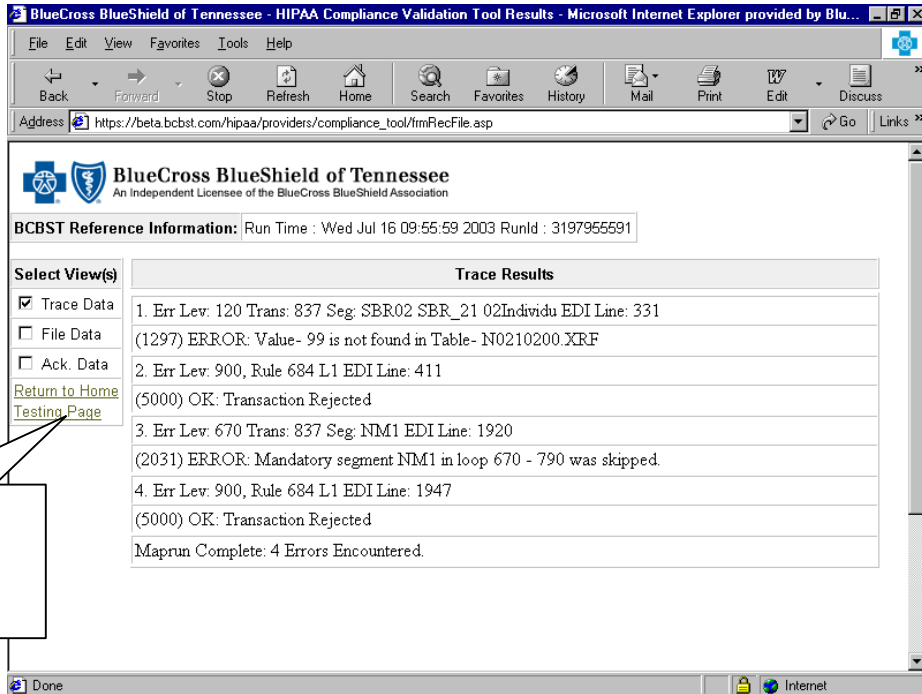 BlueCross BlueShield of Tennessee - HIPAA Compliance Validation Tool Results - Microsoft Internet Explorer provided by Blu...
File Edit View Favorites Tools Help
Back Forward Stop Refresh Home Search Favorites History Mail Print Edit Discuss
Address https://beta.bcbst.com/hipaa/providers/compliance_tool/frmRecFile.asp Go Links
BlueCross BlueShield of Tennessee
An Independent Licensee of the BlueCross BlueShield Association
BCBST Reference Information: Run Time : Wed Jul 16 09:55:59 2003 RunId : 3197955591
Select View(s)
Trace Data
File Data
Ack. Data
Return to Home
Testing Page
Trace Results
1. Err Lev: 120 Trans: 837 Seg: SBR02 SBR_21 02Individu EDI Line: 331
(1297) ERROR: Value- 99 is not found in Table- N0210200.XRF
2. Err Lev: 900, Rule 684 L1 EDI Line: 411
(5000) OK: Transaction Rejected
3. Err Lev: 670 Trans: 837 Seg: NM1 EDI Line: 1920
(2031) ERROR: Mandatory segment NM1 in loop 670 - 790 was skipped.
4. Err Lev: 900, Rule 684 L1 EDI Line: 1947
(5000) OK: Transaction Rejected
Maprun Complete: 4 Errors Encountered.
Done Internet